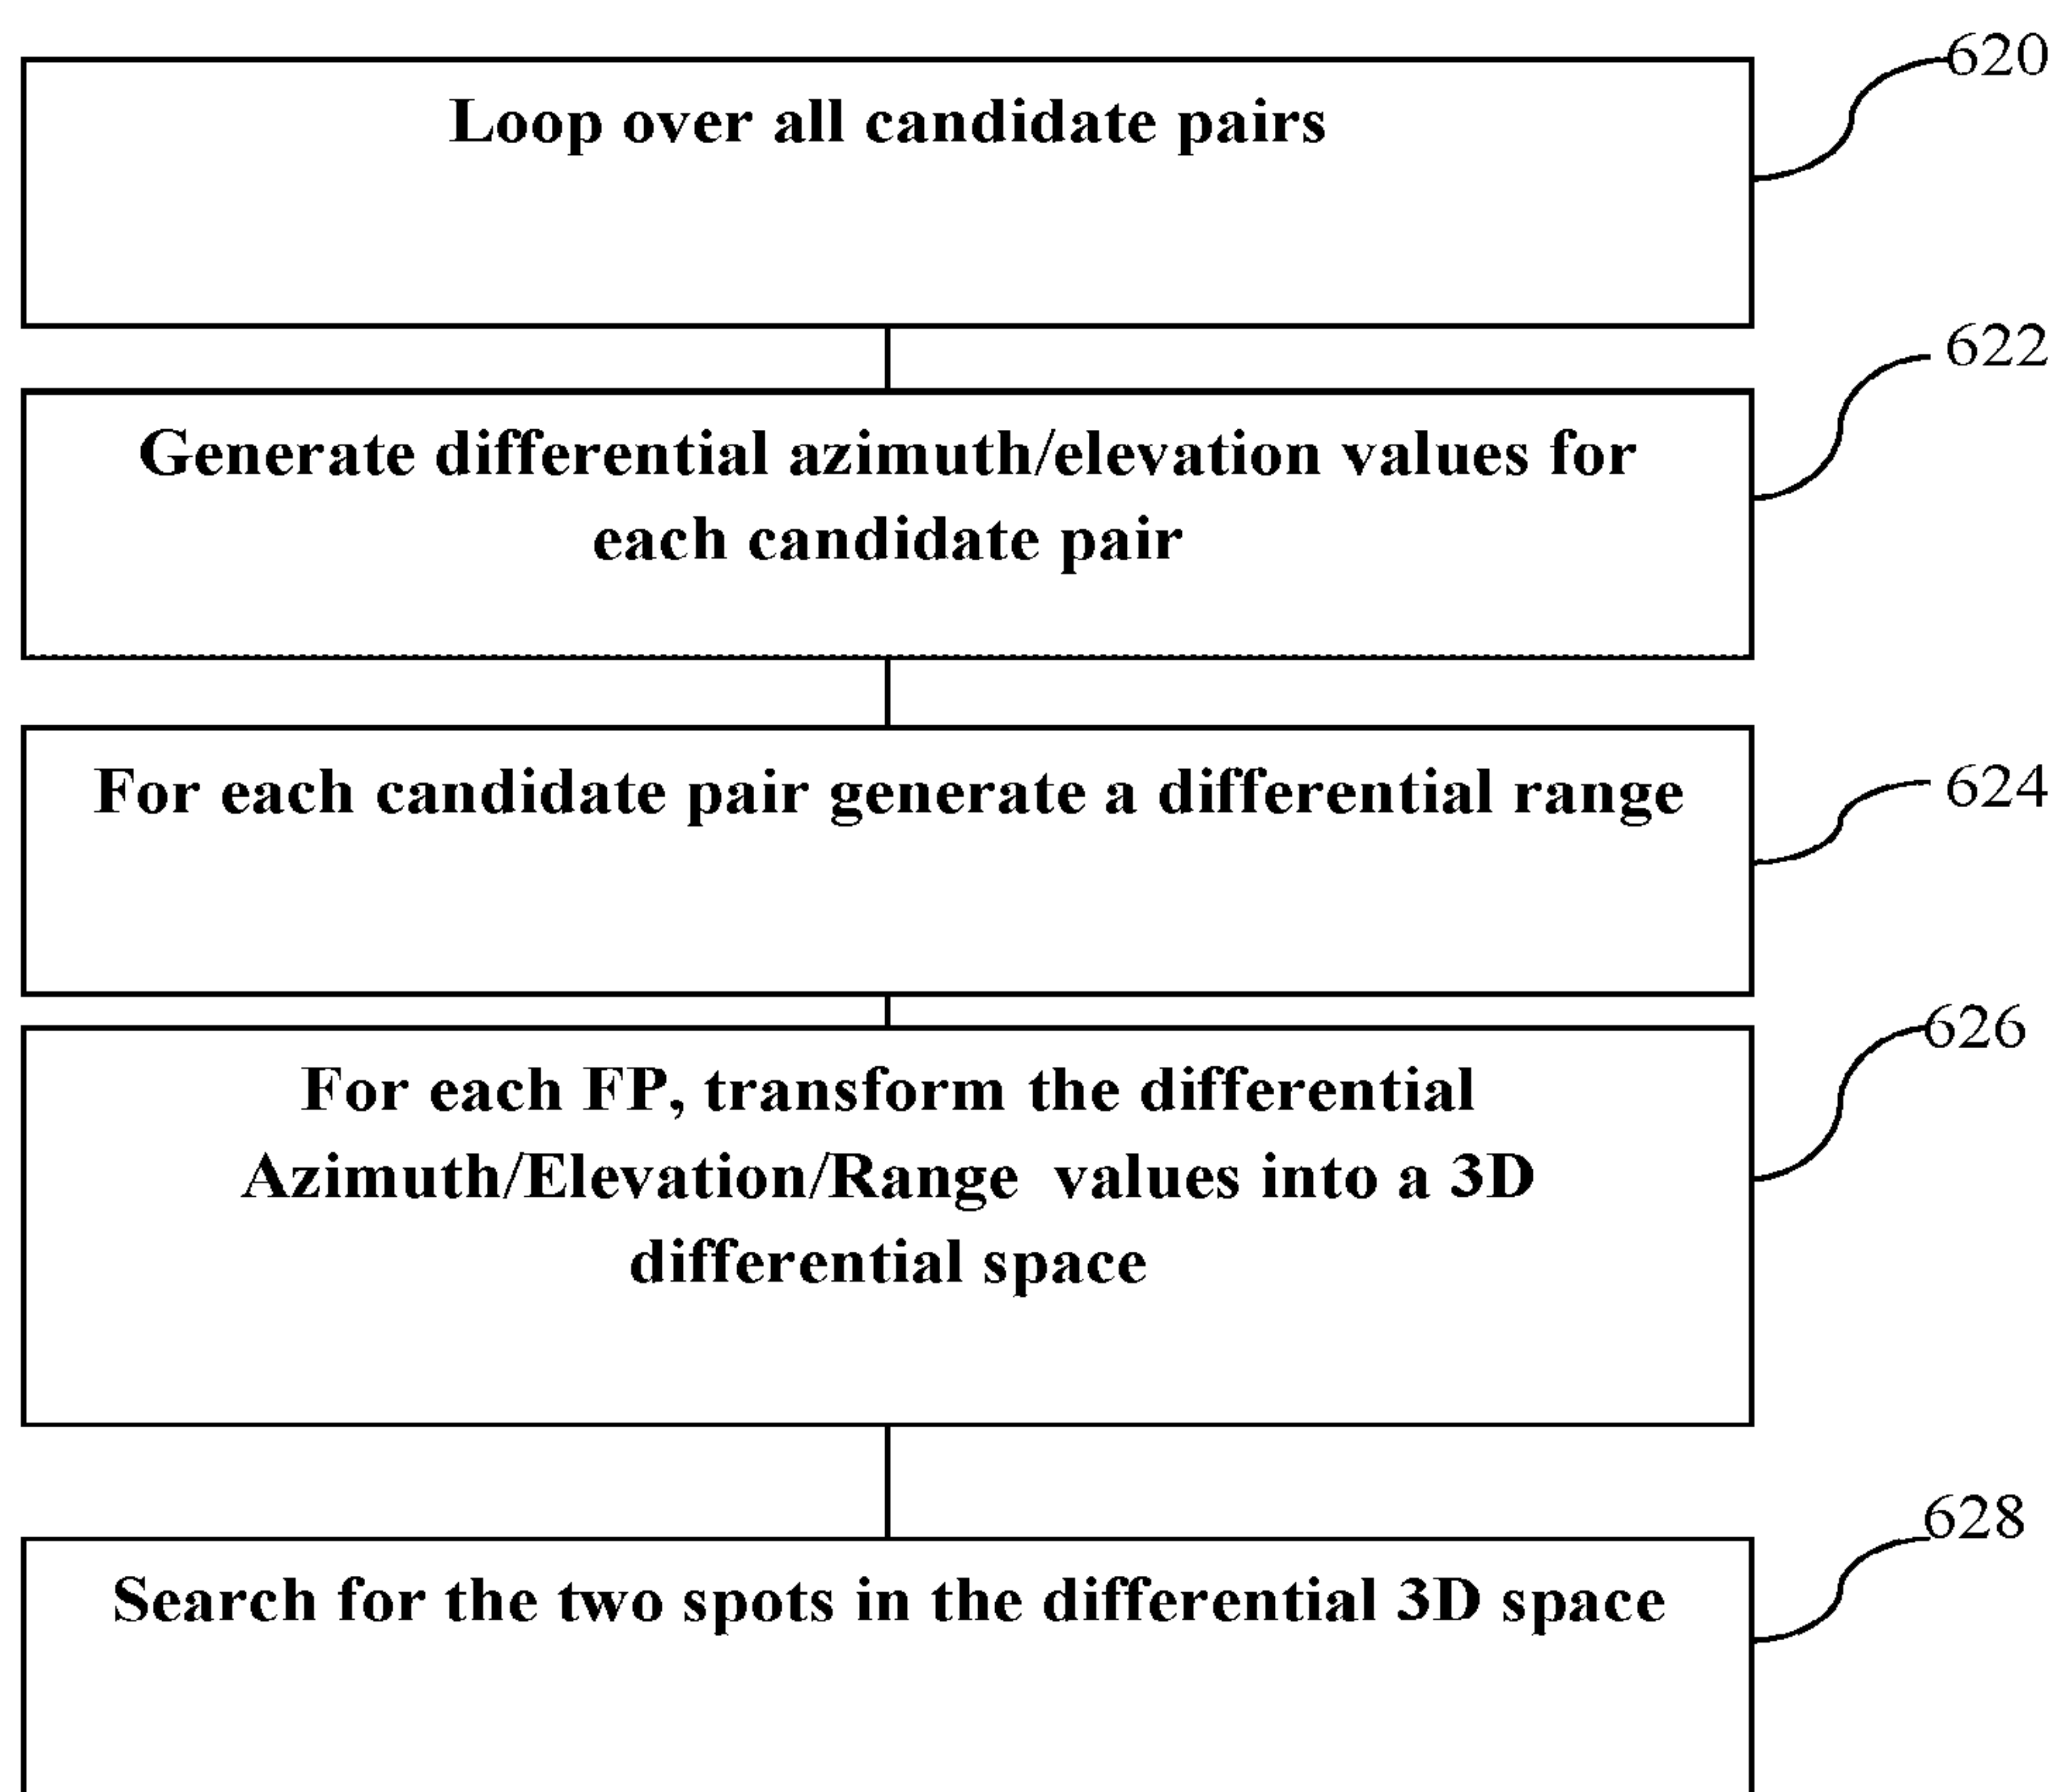 620
Loop over all candidate pairs
622
Generate differential azimuth/elevation values for
each candidate pair
624
For each candidate pair generate a differential range
626
For each FP, transform the differential
Azimuth/Elevation/Range values into a 3D
differential space
628
Search for the two spots in the differential 3D space